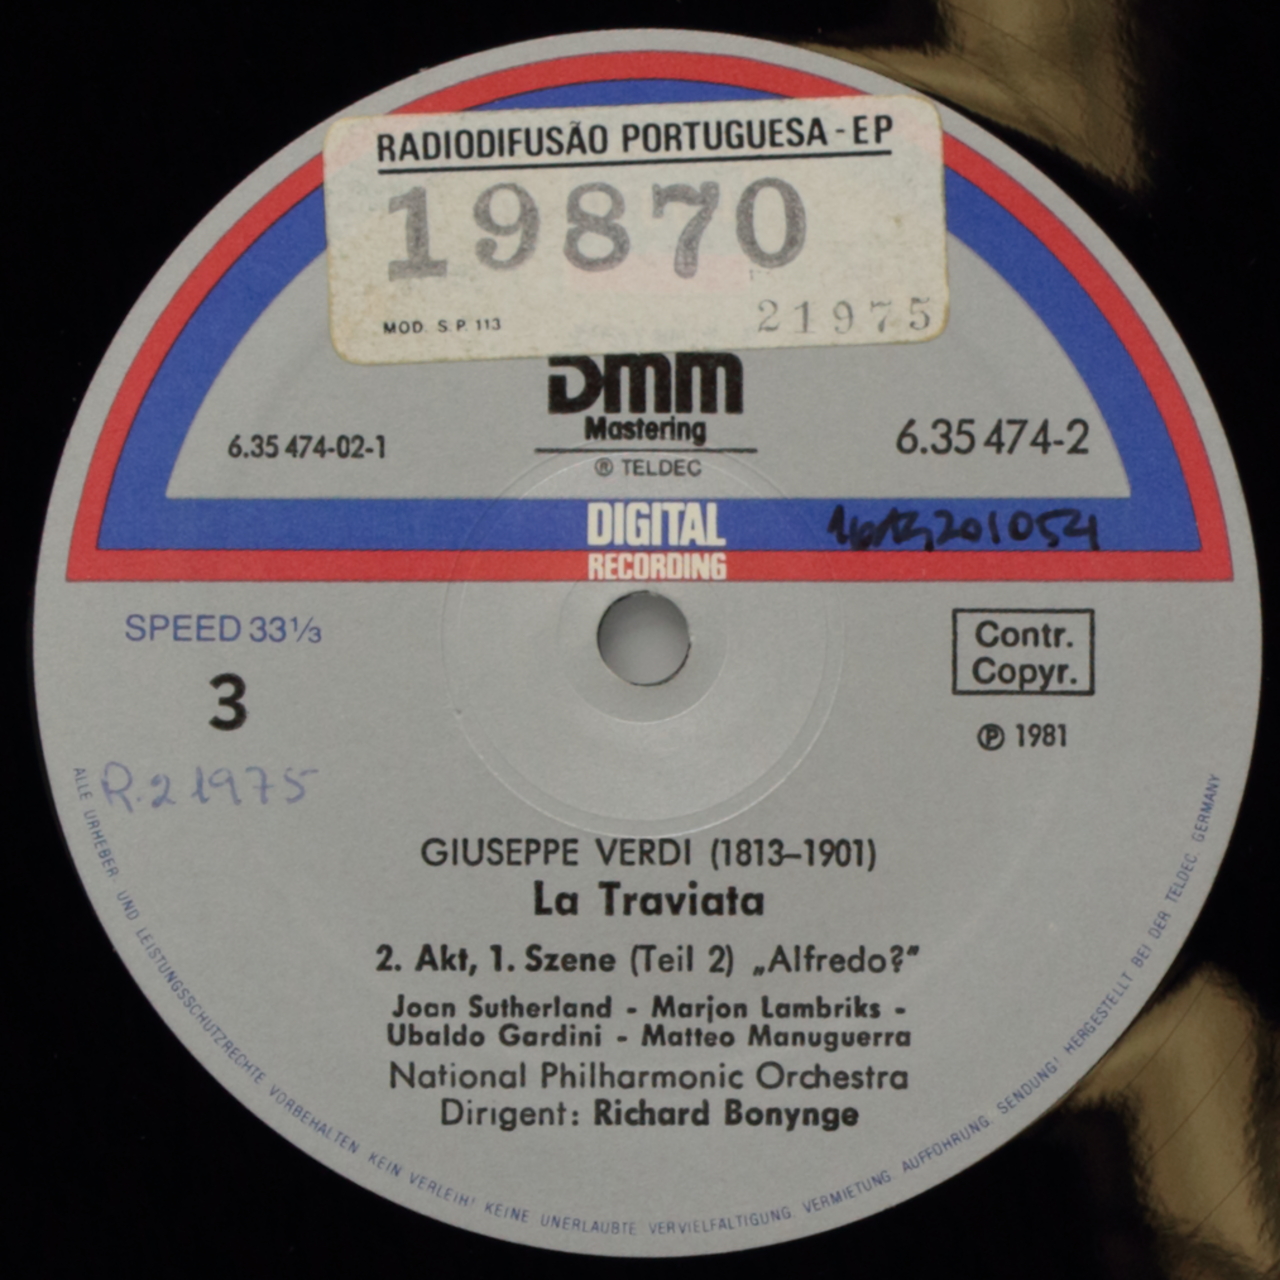 RADIODIFUSÃO PORTUGUESA - EP
19870
MOD. S.P. 113
21975
DMM
Mastering
® TELDEC
6.35 474-02-1
6.35 474-2
DIGITAL
RECORDING
SPEED 33⅓
3
R.21975
Contr.
Copyr.
℗ 1981
GIUSEPPE VERDI (1813–1901)
La Traviata
2. Akt, 1. Szene (Teil 2) „Alfredo?“
Joan Sutherland - Marjon Lambriks -
Ubaldo Gardini - Matteo Manuguerra
National Philharmonic Orchestra
Dirigent: Richard Bonynge
ALLE URHEBER UND LEISTUNGSSCHUTZRECHTE VORBEHALTEN KEIN VERLEIH! KEINE UNERLAUBTE VERVIELFÄLTIGUNG, VERMIETUNG, AUFFÜHRUNG, SENDUNG! HERGESTELLT BEI DER TELDEC GERMANY